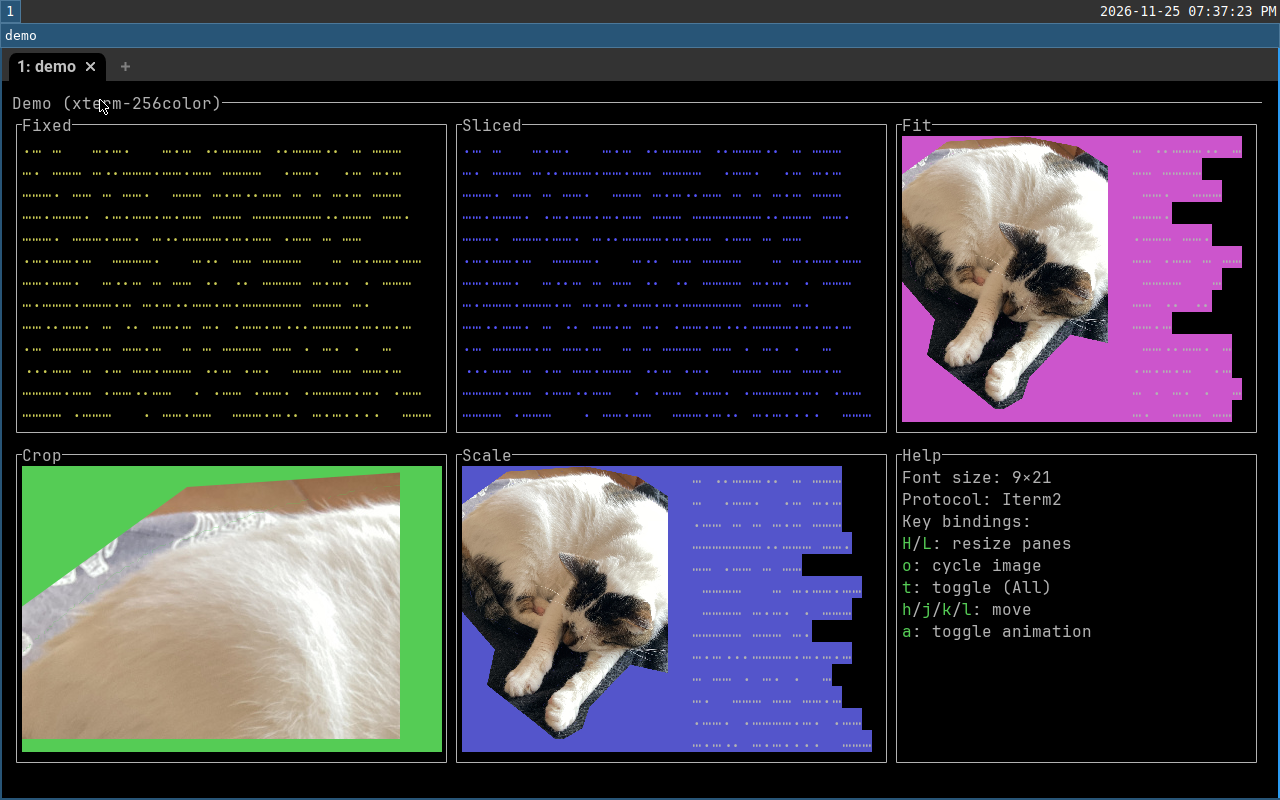 1
2026-11-25 07:37:23 PM
demo
1: demo ✕ +
Demo (xterm-256color)
Fixed
Sliced
Fit
Crop
Scale
Help
Font size: 9×21
Protocol: Iterm2
Key bindings:
H/L: resize panes
o: cycle image
t: toggle (All)
h/j/k/l: move
a: toggle animation